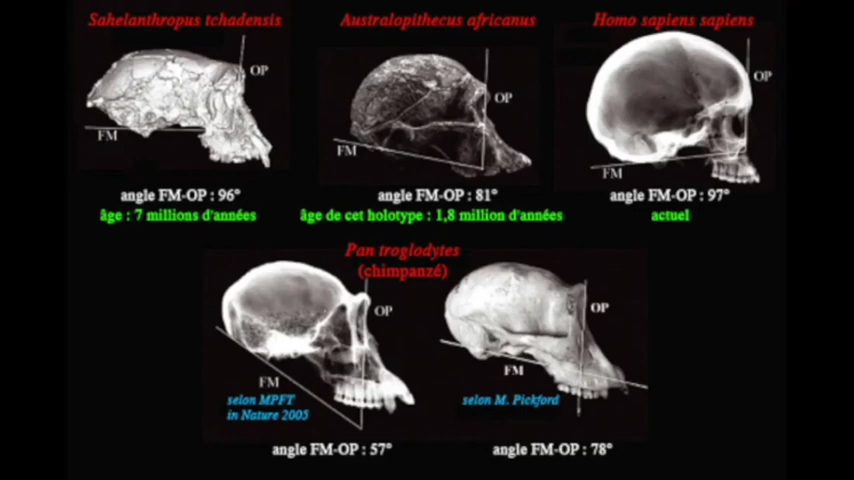 Sahelanthropus tchadensis
Australopithecus africanus
Homo sapiens sapiens
OP
FM
OP
FM
OP
FM
angle FM-OP : 96°
angle FM-OP : 81°
angle FM-OP : 97°
âge : 7 millions d'années
âge de cet holotype : 1,8 million d'années
actuel
Pan troglodytes
(chimpanzé)
OP
FM
selon MPFT
in Nature 2005
OP
FM
selon M. Pickford
angle FM-OP : 57°
angle FM-OP : 78°